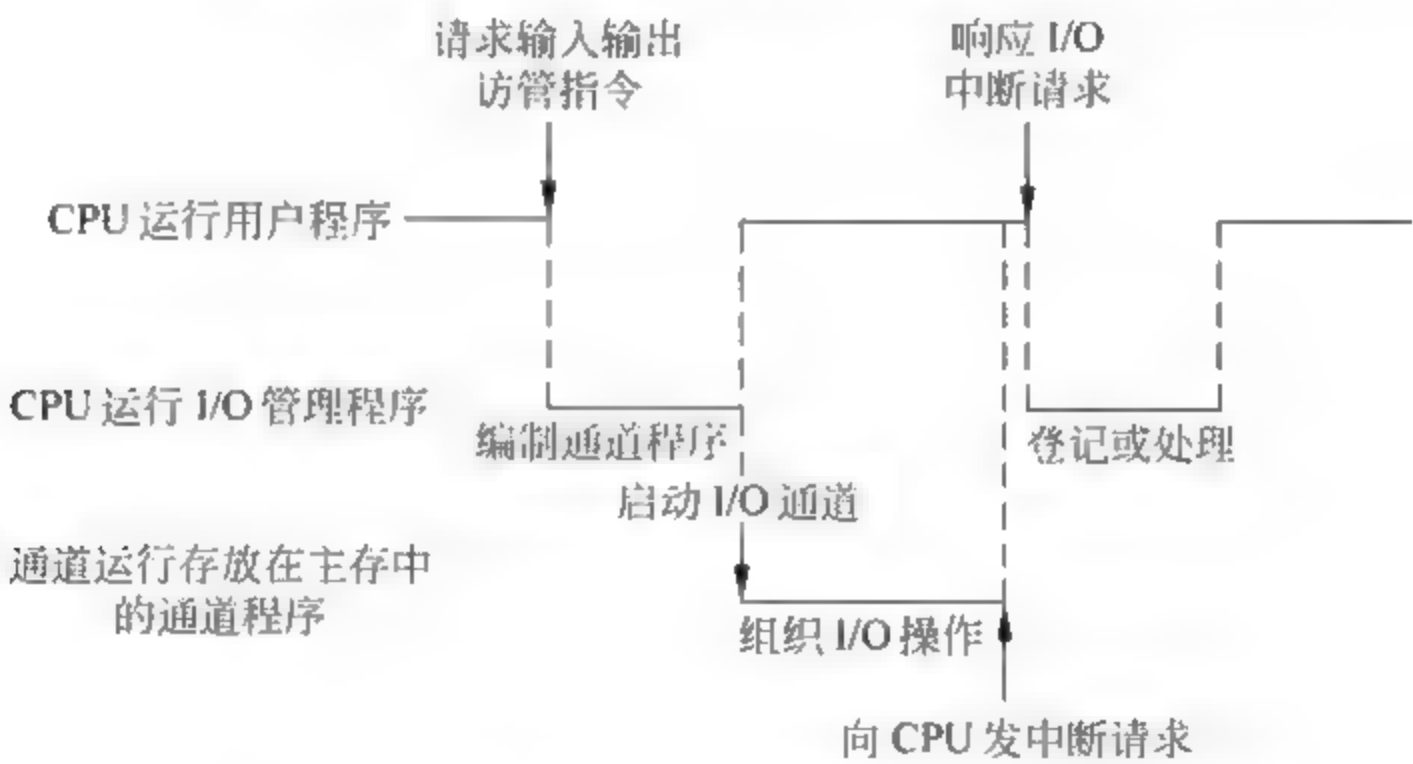 请求输入输出
访管指令
响应 I/O
中断请求
CPU 运行用户程序
CPU 运行 I/O 管理程序
编制通道程序
登记或处理
启动 I/O 通道
通道运行存放在主存中
的通道程序
组织 I/O 操作
向 CPU 发中断请求